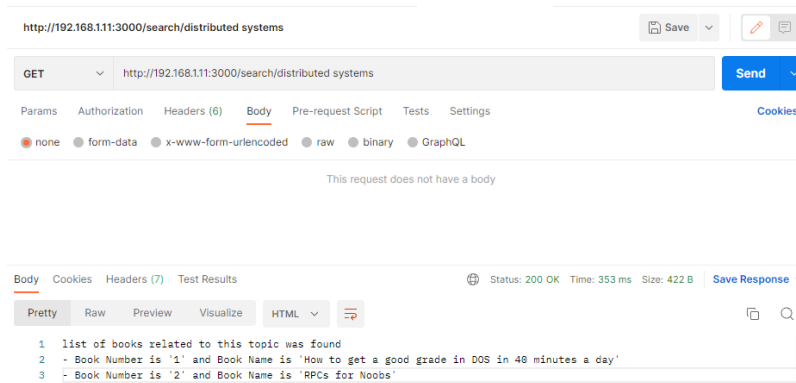 http://192.168.1.11:3000/search/distributed systems
Save
GET
http://192.168.1.11:3000/search/distributed systems
Send
Params Authorization Headers (6) Body Pre-request Script Tests Settings Cookies
none form-data x-www-form-urlencoded raw binary GraphQL
This request does not have a body
Body Cookies Headers (7) Test Results Status: 200 OK Time: 353 ms Size: 422 B Save Response
Pretty Raw Preview Visualize HTML
1 list of books related to this topic was found
2 - Book Number is '1' and Book Name is 'How to get a good grade in DOS in 40 minutes a day'
3 - Book Number is '2' and Book Name is 'RPCs for Noobs'